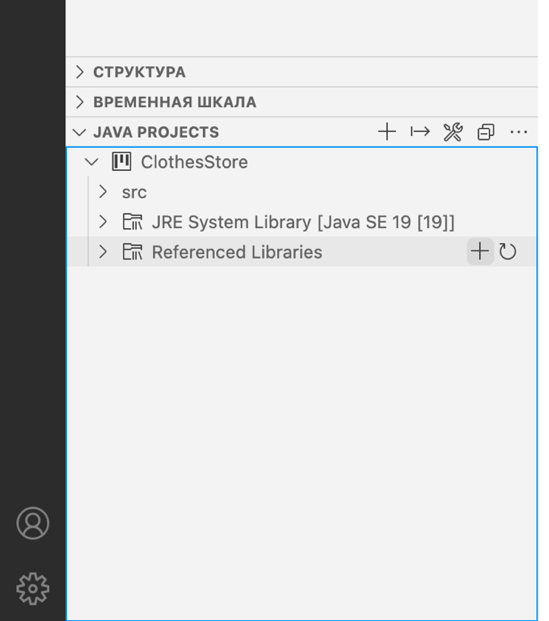 СТРУКТУРА
ВРЕМЕННАЯ ШКАЛА
JAVA PROJECTS
ClothesStore
src
JRE System Library [Java SE 19 [19]]
Referenced Libraries